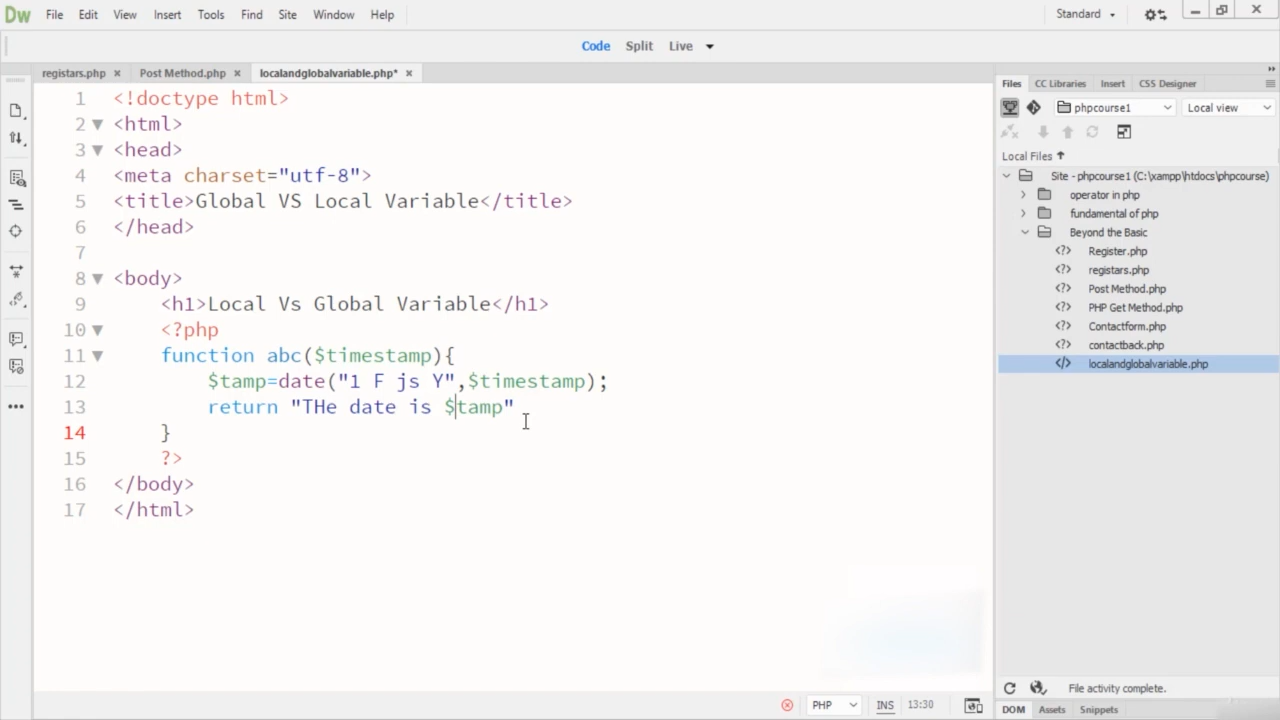 Dw File Edit View Insert Tools Find Site Window Help Standard
Code Split Live
registars.php × Post Method.php × localandglobalvariable.php* ×
1 <!doctype html>
2 <html>
3 <head>
4 <meta charset="utf-8">
5 <title>Global VS Local Variable</title>
6 </head>
7
8 <body>
9 <h1>Local Vs Global Variable</h1>
10 <?php
11 function abc($timestamp){
12 $tamp=date("1 F js Y",$timestamp);
13 return "THe date is $tamp"
14 }
15 ?>
16 </body>
17 </html>
PHP INS 13:30
Files CC Libraries Insert CSS Designer
phpcourse1 Local view
Local Files
Site - phpcourse1 (C:\xampp\htdocs\phpcourse)
operator in php
fundamental of php
Beyond the Basic
Register.php
registars.php
Post Method.php
PHP Get Method.php
Contactform.php
contactback.php
localandglobalvariable.php
File activity complete.
DOM Assets Snippets